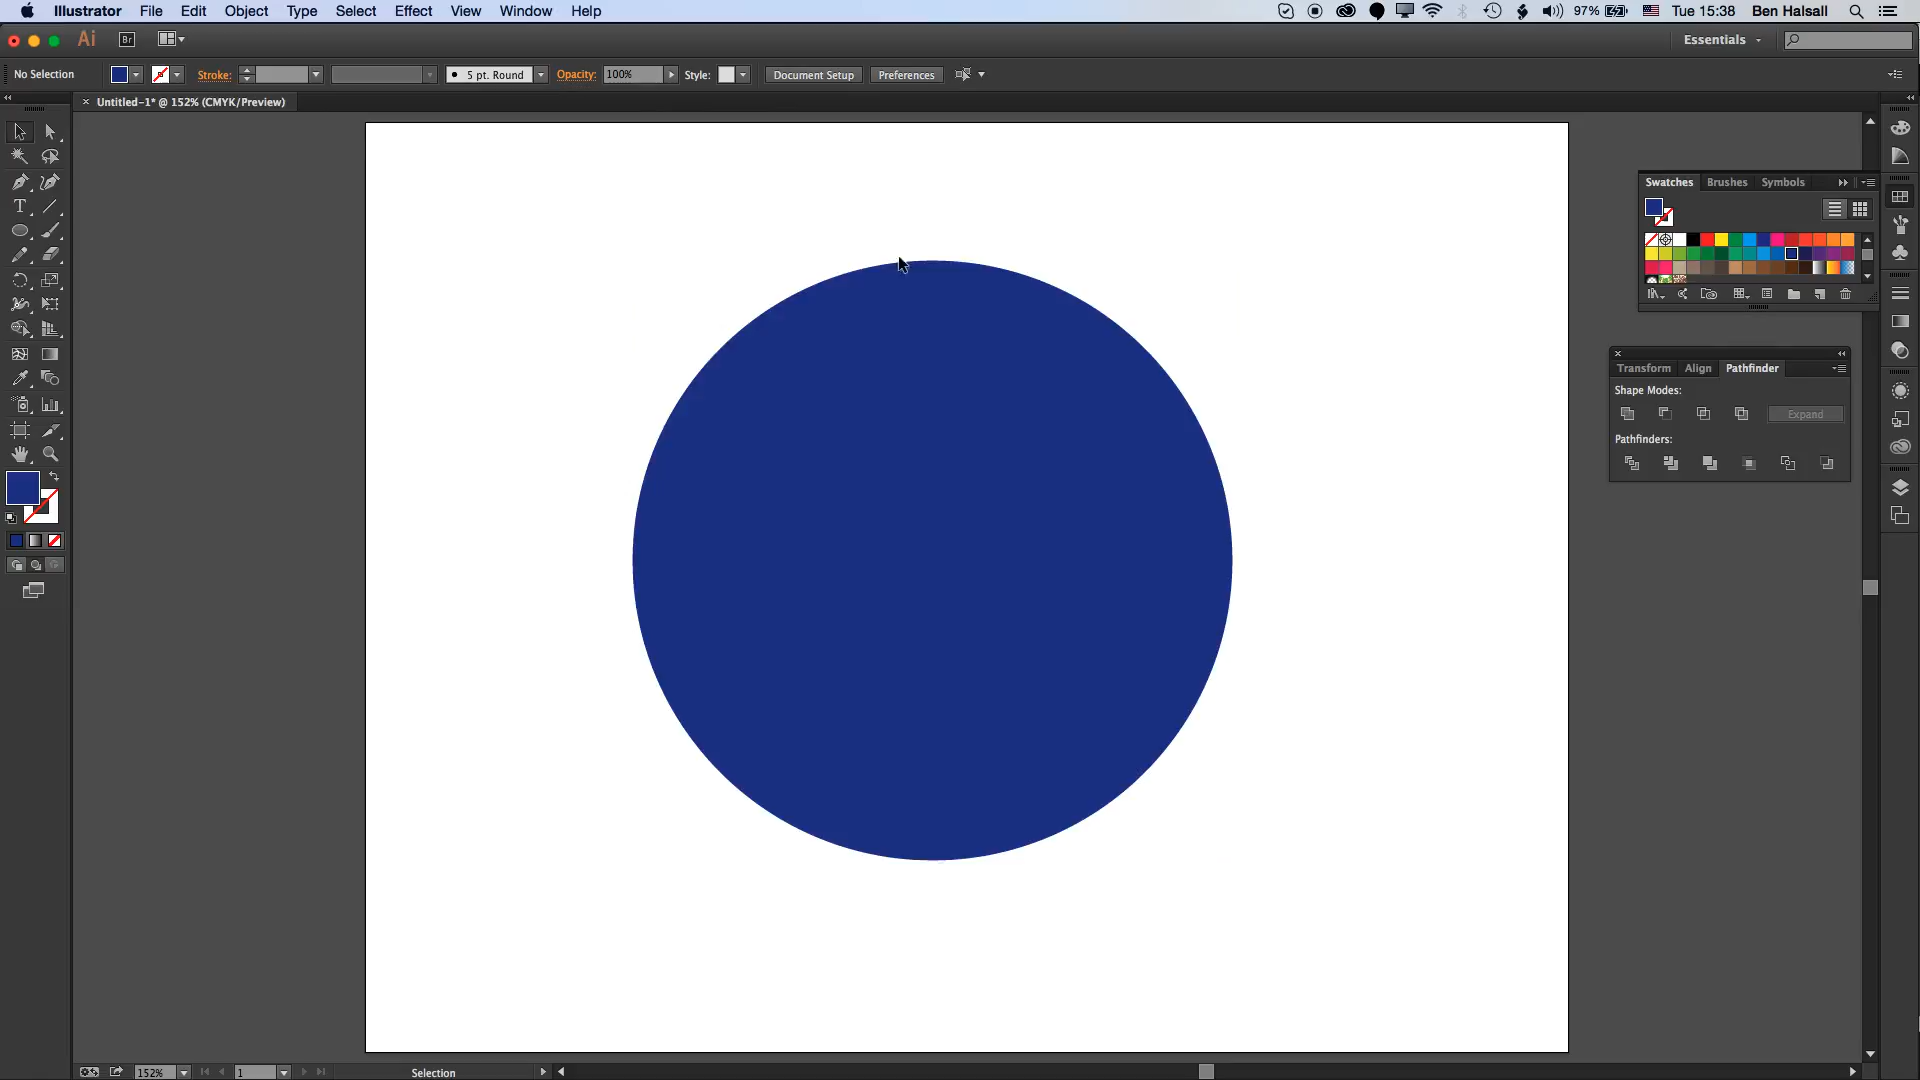 Illustrator File Edit Object Type Select Effect View Window Help 97% Tue 15:38 Ben Halsall
Ai Br Essentials
No Selection Stroke: 5 pt. Round Opacity: 100% Style: Document Setup Preferences
Untitled-1* @ 152% (CMYK/Preview)
Swatches Brushes Symbols
T
Transform Align Pathfinder
Shape Modes:
Expand
Pathfinders:
152% 1 Selection